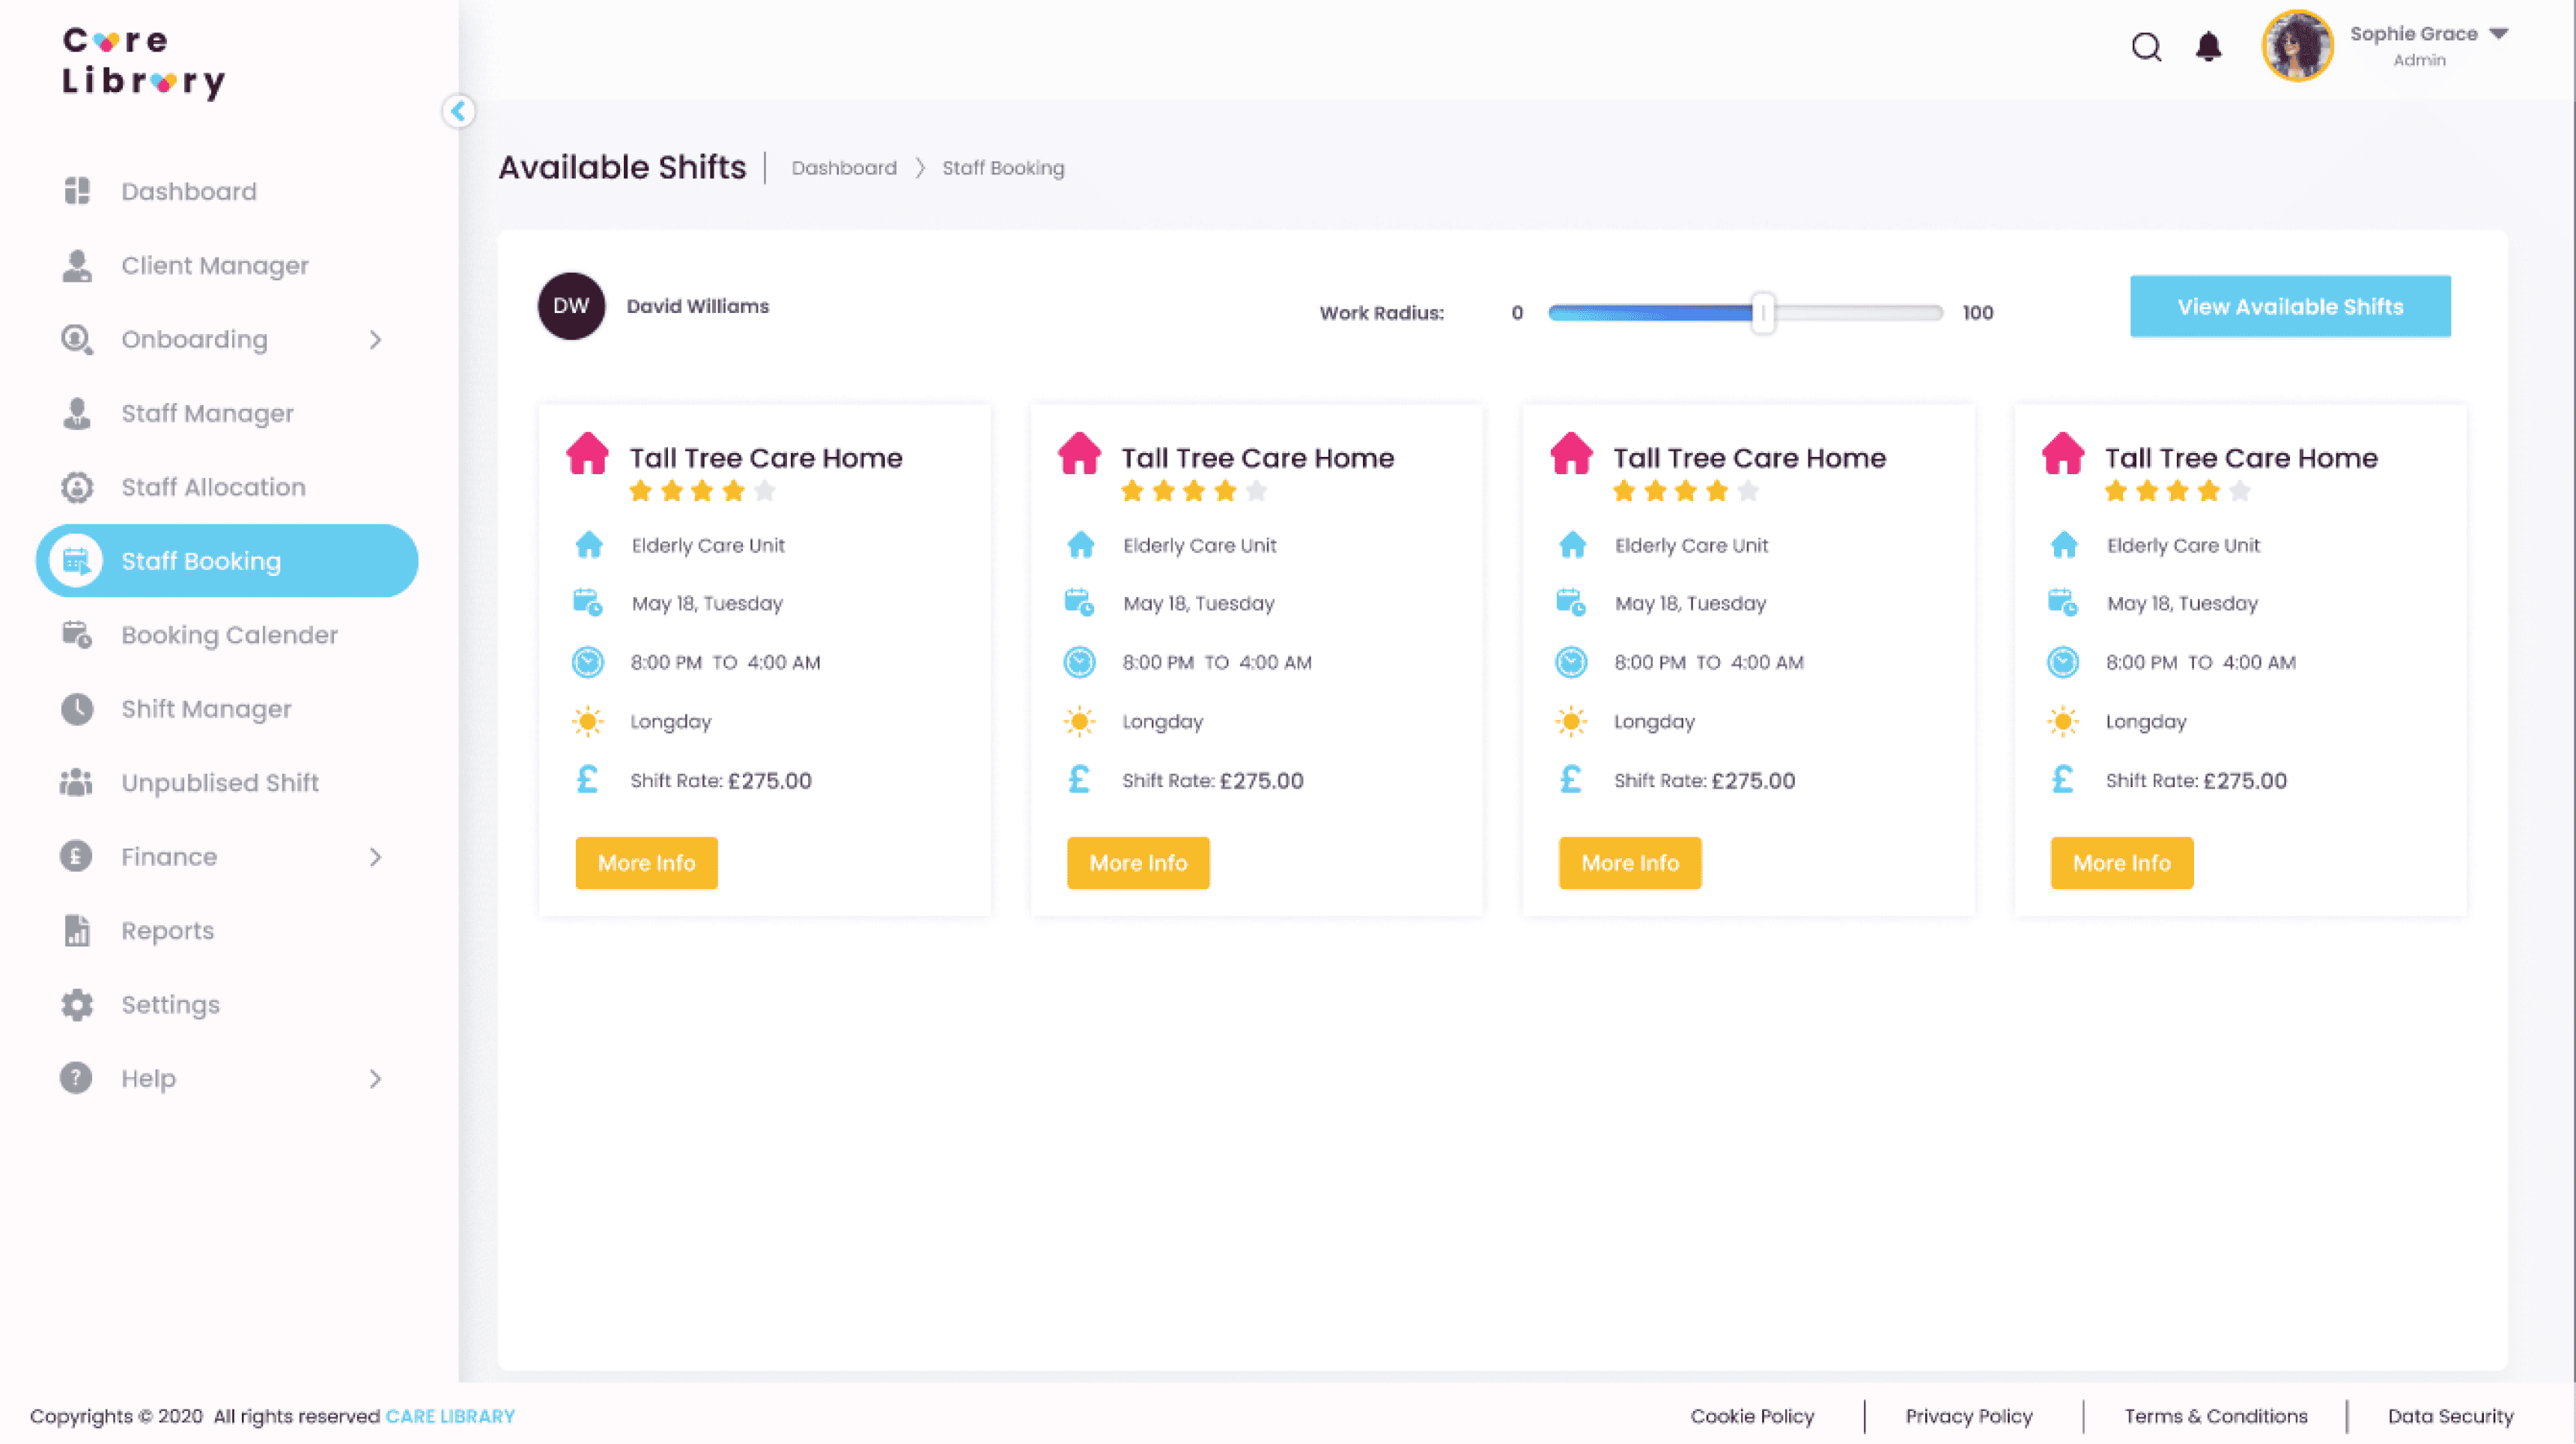 Care
Library
Sophie Grace
Admin
Available Shifts
Dashboard
Staff Booking
Dashboard
Client Manager
Onboarding
Staff Manager
Staff Allocation
Staff Booking
Booking Calender
Shift Manager
Unpublised Shift
Finance
Reports
Settings
Help
DW
David Williams
Work Radius:
0
100
View Available Shifts
Tall Tree Care Home
Elderly Care Unit
May 18, Tuesday
8:00 PM TO 4:00 AM
Longday
£
Shift Rate: £275.00
More Info
Tall Tree Care Home
Elderly Care Unit
May 18, Tuesday
8:00 PM TO 4:00 AM
Longday
£
Shift Rate: £275.00
More Info
Tall Tree Care Home
Elderly Care Unit
May 18, Tuesday
8:00 PM TO 4:00 AM
Longday
£
Shift Rate: £275.00
More Info
Tall Tree Care Home
Elderly Care Unit
May 18, Tuesday
8:00 PM TO 4:00 AM
Longday
£
Shift Rate: £275.00
More Info
Copyrights © 2020 All rights reserved CARE LIBRARY
Cookie Policy
Privacy Policy
Terms & Conditions
Data Security